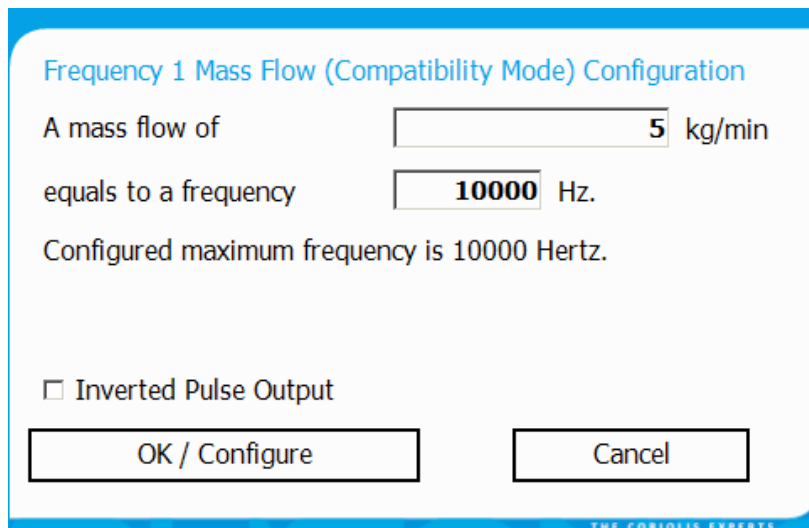 Frequency 1 Mass Flow (Compatibility Mode) Configuration
A mass flow of 5 kg/min
equals to a frequency 10000 Hz.
Configured maximum frequency is 10000 Hertz.
Inverted Pulse Output
OK / Configure Cancel
THE CORIOLIS EXPERTS